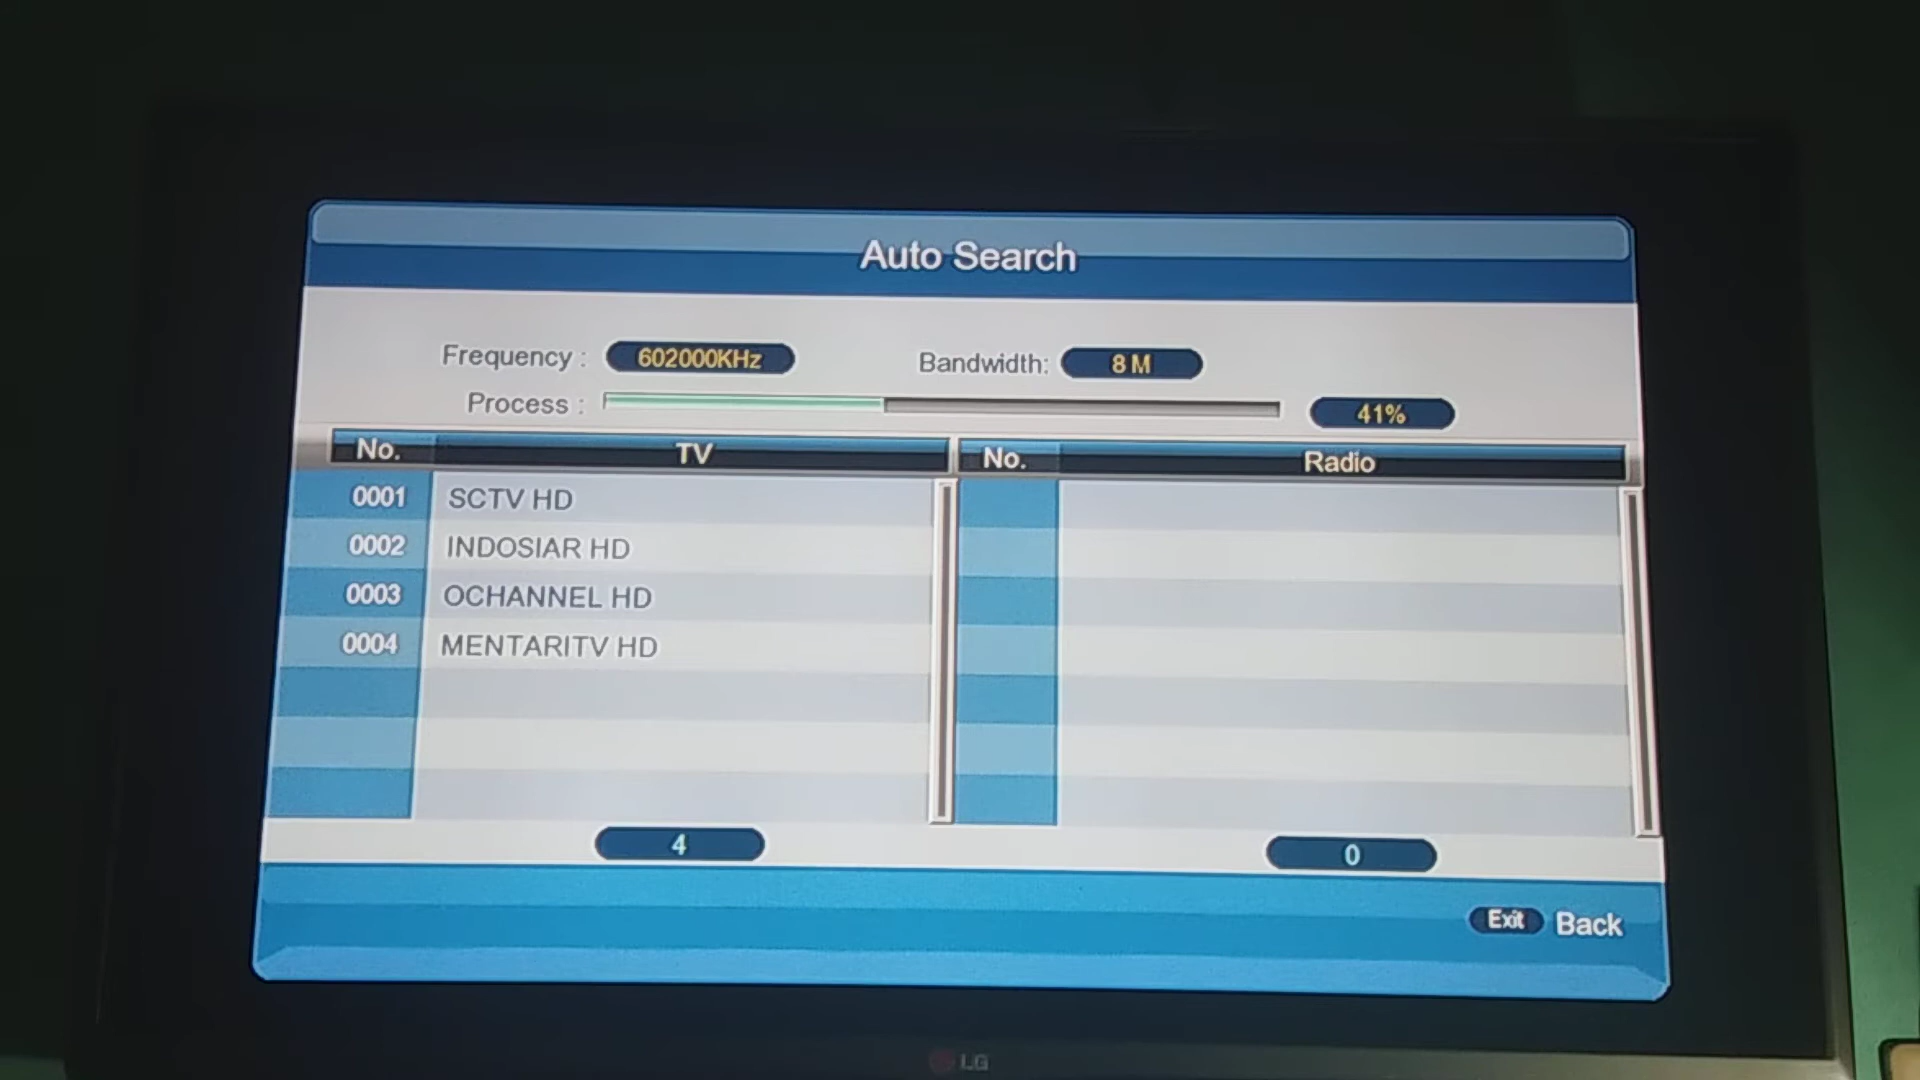 Auto Search
Frequency : 602000KHz Bandwidth: 8 M
Process : 41%
No. TV No. Radio
0001 SCTV HD
0002 INDOSIAR HD
0003 OCHANNEL HD
0004 MENTARITV HD
4 0
Exit Back
LG